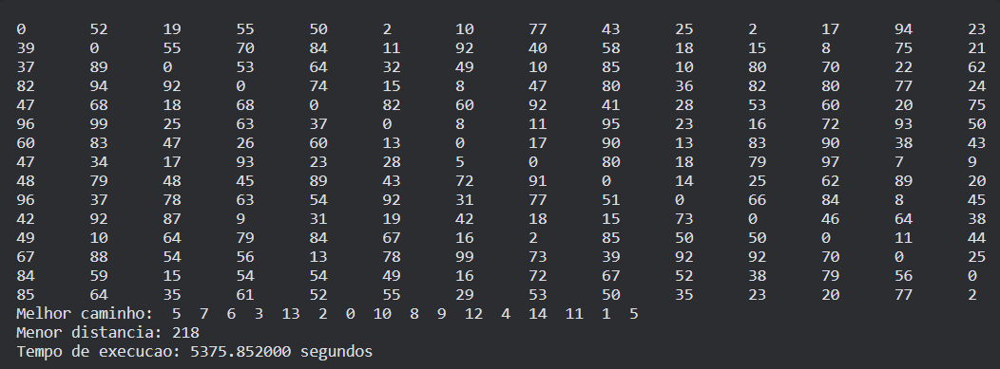 0 52 19 55 50 2 10 77 43 25 2 17 94 23
39 0 55 70 84 11 92 40 58 18 15 8 75 21
37 89 0 53 64 32 49 10 85 10 80 70 22 62
82 94 92 0 74 15 8 47 80 36 82 80 77 24
47 68 18 68 0 82 60 92 41 28 53 60 20 75
96 99 25 63 37 0 8 11 95 23 16 72 93 50
60 83 47 26 60 13 0 17 90 13 83 90 38 43
47 34 17 93 23 28 5 0 80 18 79 97 7 9
48 79 48 45 89 43 72 91 0 14 25 62 89 20
96 37 78 63 54 92 31 77 51 0 66 84 8 45
42 92 87 9 31 19 42 18 15 73 0 46 64 38
49 10 64 79 84 67 16 2 85 50 50 0 11 44
67 88 54 56 13 78 99 73 39 92 92 70 0 25
84 59 15 54 54 49 16 72 67 52 38 79 56 0
85 64 35 61 52 55 29 53 50 35 23 20 77 2
Melhor caminho: 5 7 6 3 13 2 0 10 8 9 12 4 14 11 1 5
Menor distancia: 218
Tempo de execucao: 5375.852000 segundos